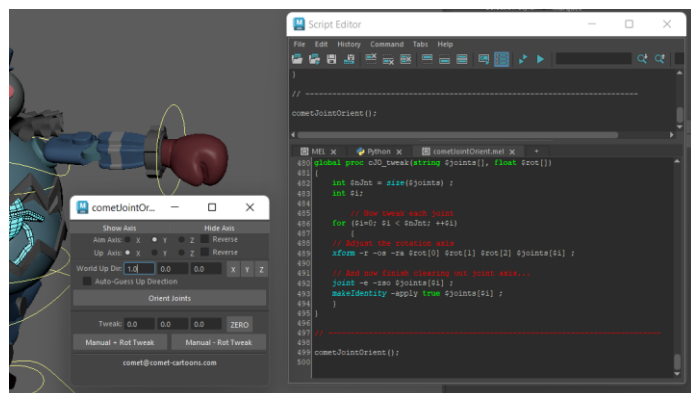 Script Editor
File Edit History Command Tabs Help
}
// --------------------------------------------------------------------------
cometJointOrient();
MEL x Python x cometJointOrient.mel x +
480 global proc cJO_tweak(string $joints[], float $rot[])
481 {
482 int $nJnt = size($joints) ;
483 int $i;
484
485 // Now tweak each joint
486 for ($i=0; $i < $nJnt; ++$i)
487 {
488 // Adjust the rotation axis
489 xform -r -os -ra $rot[0] $rot[1] $rot[2] $joints[$i] ;
490
491 // And now finish clearing out joint axis...
492 joint -e -zso $joints[$i] ;
493 makeIdentity -apply true $joints[$i] ;
494 }
495 }
496
497 // --------------------------------------------------------------------------
498
499 cometJointOrient();
500
cometJointOr...
Show Axis Hide Axis
Aim Axis: X Y Z Reverse
Up Axis: X Y Z Reverse
World Up Dir: 1.0 0.0 0.0 X Y Z
Auto-Guess Up Direction
Orient Joints
Tweak: 0.0 0.0 0.0 ZERO
Manual + Rot Tweak Manual - Rot Tweak
comet@comet-cartoons.com